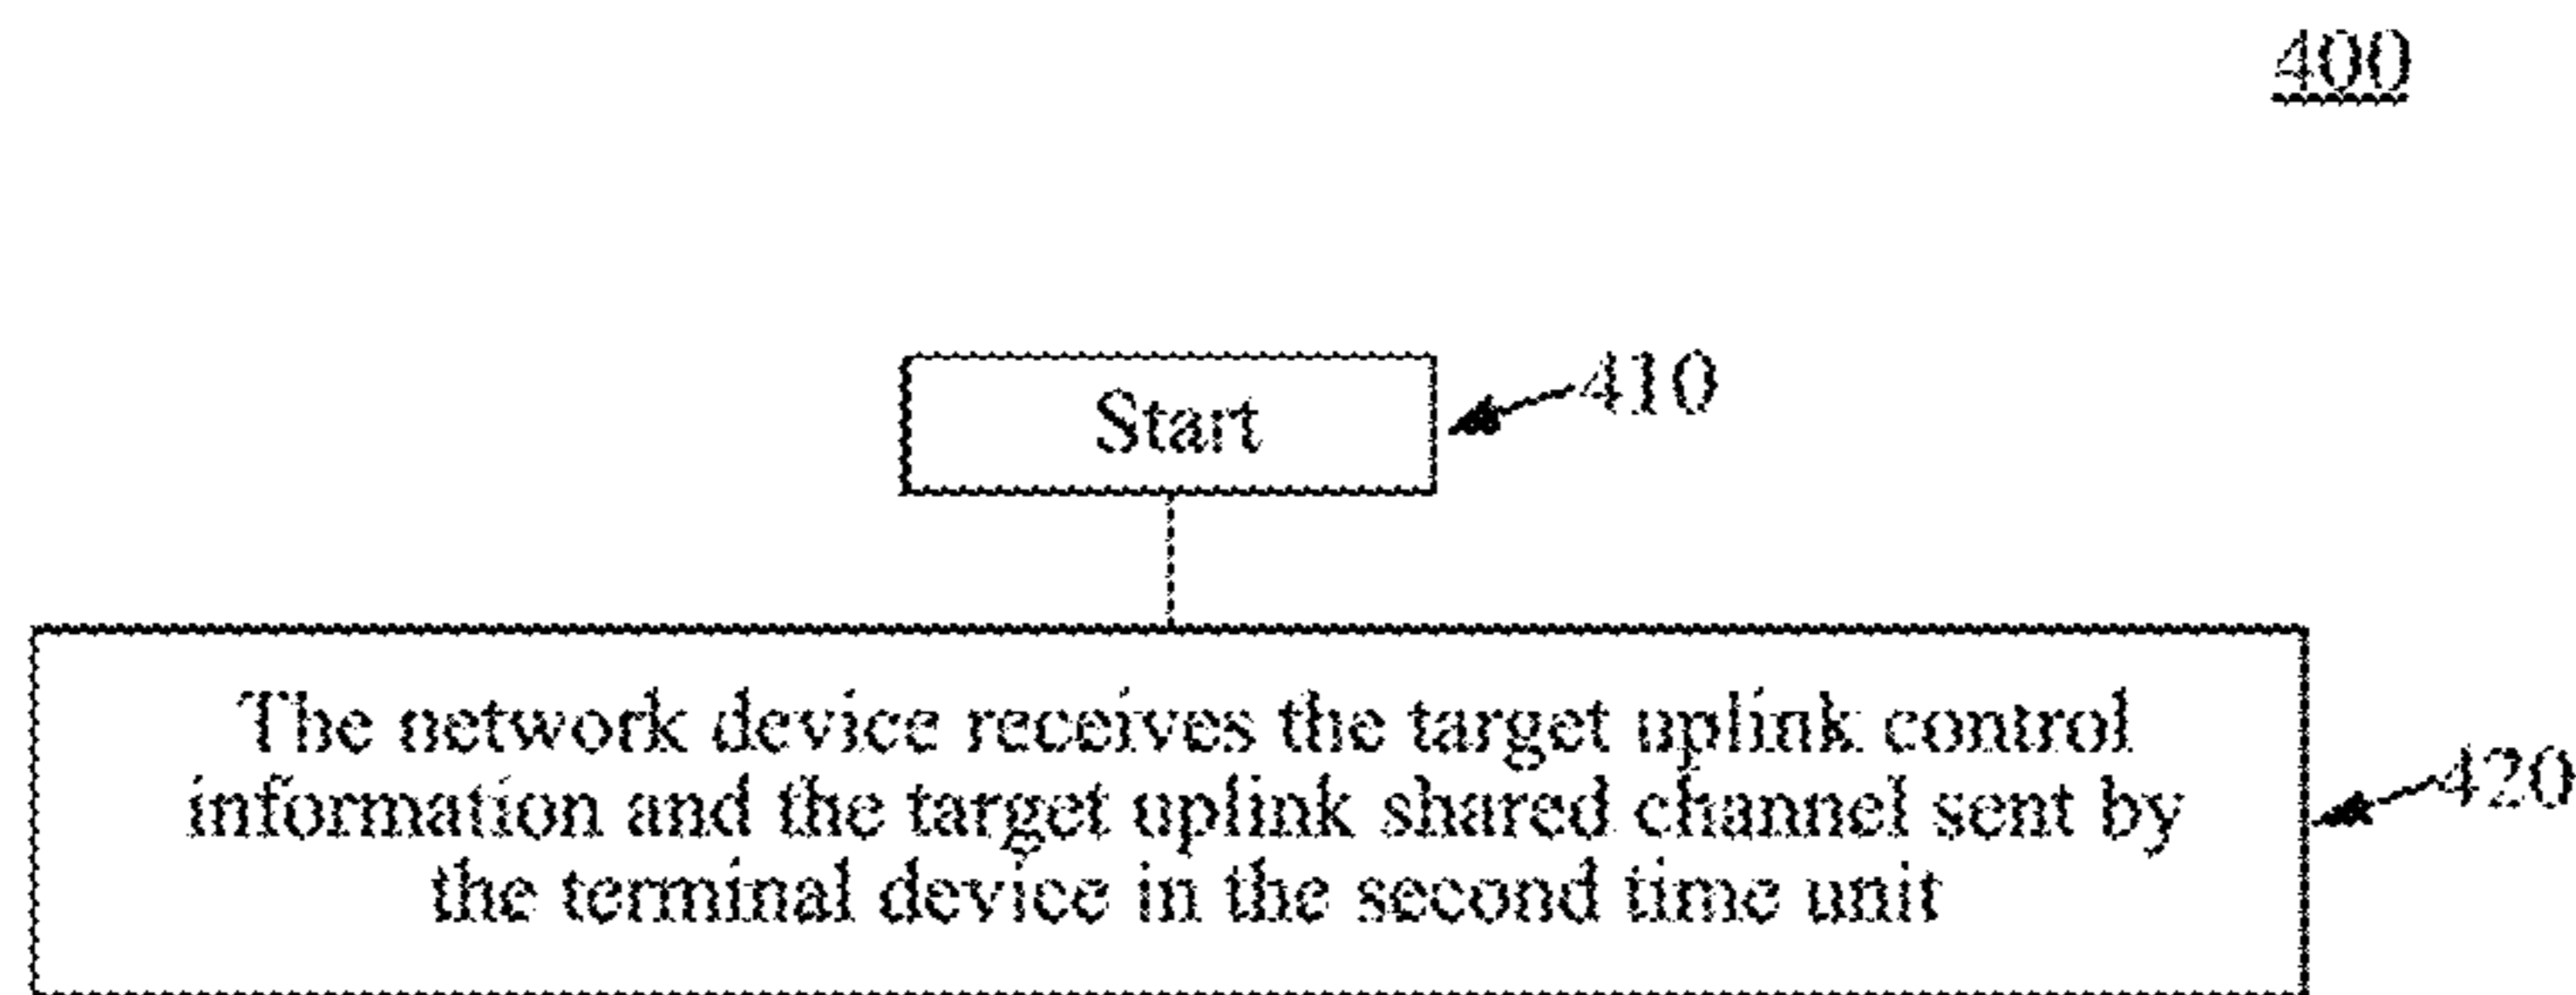 400
Start
410
The network device receives the target uplink control
information and the target uplink shared channel sent by
the terminal device in the second time unit
420